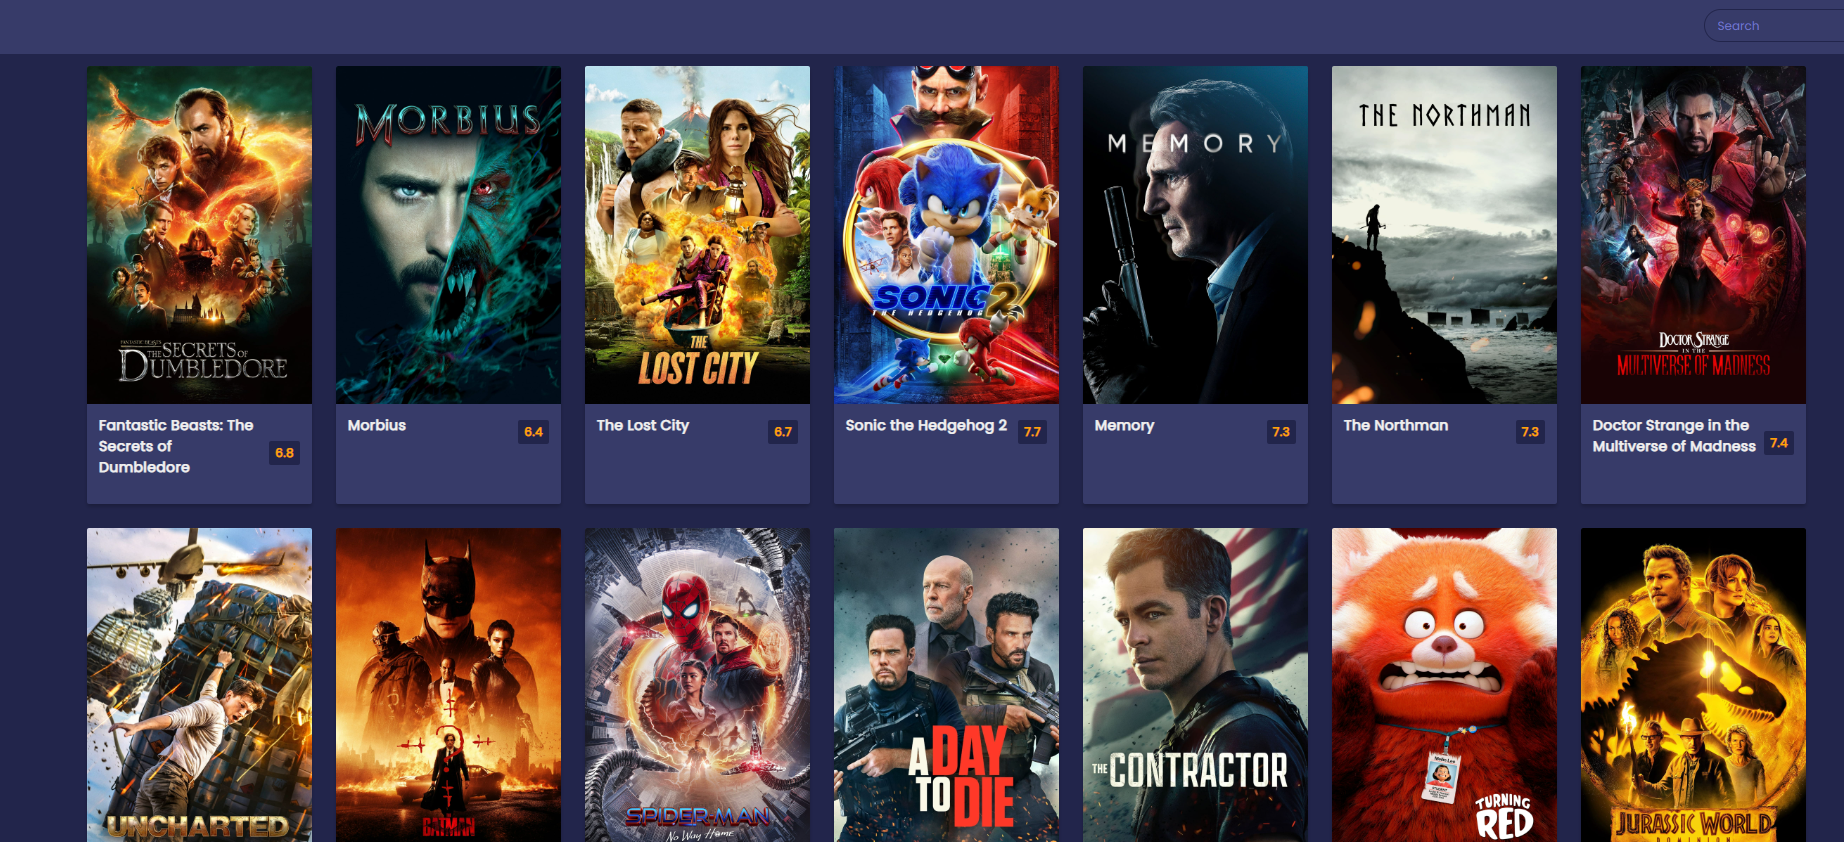 Search
THE SECRETS OF
DUMBLEDORE
MORBIUS
THE
LOST CITY
SONIC 2
THE HEDGEHOG
MEMORY
THE NORTHMAN
DOCTOR STRANGE
IN THE
MULTIVERSE OF MADNESS
Fantastic Beasts: The
Secrets of
Dumbledore
6.8
Morbius
6.4
The Lost City
6.7
Sonic the Hedgehog 2
7.7
Memory
7.3
The Northman
7.3
Doctor Strange in the
Multiverse of Madness
7.4
UNCHARTED
THE
BATMAN
SPIDER-MAN
No Way Home
A DAY
TO DIE
THE CONTRACTOR
TURNING
RED
JURASSIC WORLD
DOMINION